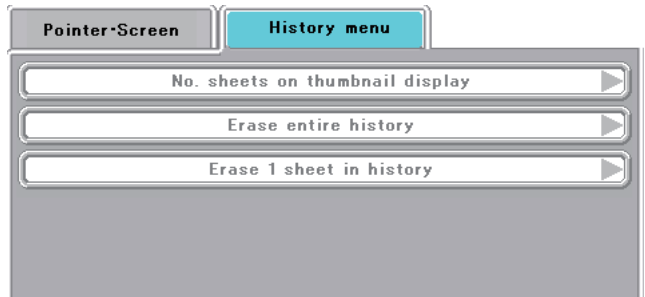 Pointer-Screen
History menu
No. sheets on thumbnail display
Erase entire history
Erase 1 sheet in history